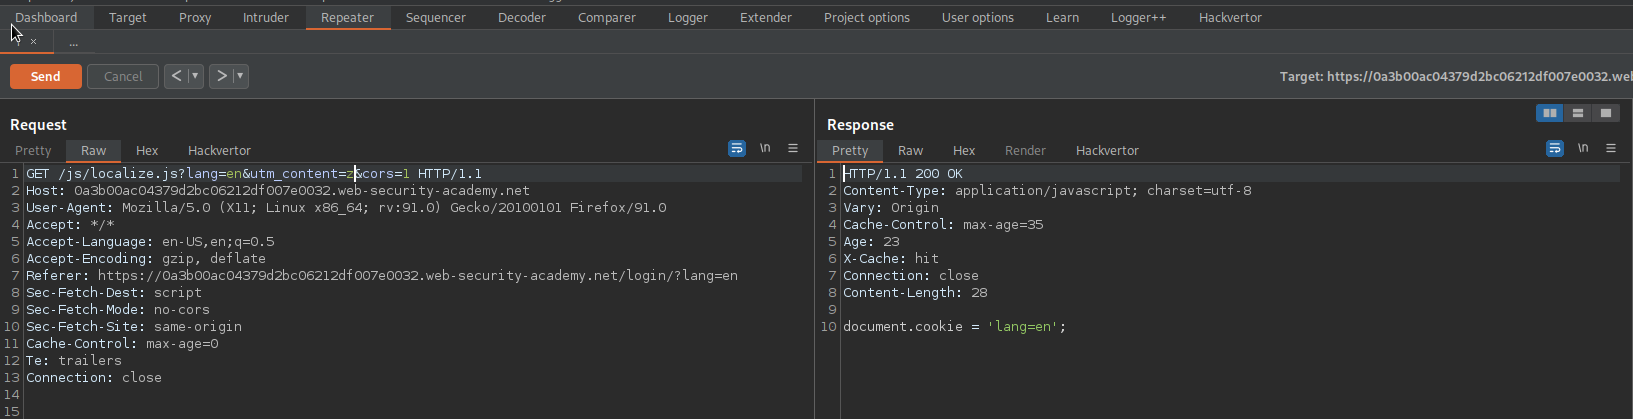 Dashboard Target Proxy Intruder Repeater Sequencer Decoder Comparer Logger Extender Project options User options Learn Logger++ Hackvertor
× ...
Send Cancel < > Target: https://0a3b00ac04379d2bc06212df007e0032.web
Request
Pretty Raw Hex Hackvertor \n
1 GET /js/localize.js?lang=en&utm_content=z&cors=1 HTTP/1.1
2 Host: 0a3b00ac04379d2bc06212df007e0032.web-security-academy.net
3 User-Agent: Mozilla/5.0 (X11; Linux x86_64; rv:91.0) Gecko/20100101 Firefox/91.0
4 Accept: */*
5 Accept-Language: en-US,en;q=0.5
6 Accept-Encoding: gzip, deflate
7 Referer: https://0a3b00ac04379d2bc06212df007e0032.web-security-academy.net/login/?lang=en
8 Sec-Fetch-Dest: script
9 Sec-Fetch-Mode: no-cors
10 Sec-Fetch-Site: same-origin
11 Cache-Control: max-age=0
12 Te: trailers
13 Connection: close
14
15
Response
Pretty Raw Hex Render Hackvertor \n
1 HTTP/1.1 200 OK
2 Content-Type: application/javascript; charset=utf-8
3 Vary: Origin
4 Cache-Control: max-age=35
5 Age: 23
6 X-Cache: hit
7 Connection: close
8 Content-Length: 28
9
10 document.cookie = 'lang=en';